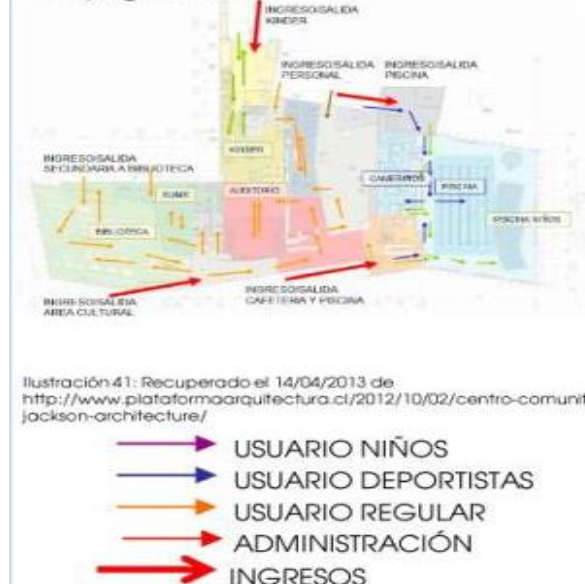 INGRESO/SALIDA
KINDER
INGRESO/SALIDA
PERSONAL
INGRESO/SALIDA
PISCINA
INGRESO/SALIDA
SECUNDARIA A BIBLIOTECA
KINDER
AUDITORIO
CAMERINOS
PISCINA
BIBLIOTECA
PISCINA NIÑOS
INGRESO/SALIDA
AREA CULTURAL
INGRESO/SALIDA
CAFETERIA Y PISCINA
Ilustración 41: Recuperado el 14/04/2013 de
http://www.plataformaarquitectura.cl/2012/10/02/centro-comunit
jackson-architecture/
USUARIO NIÑOS
USUARIO DEPORTISTAS
USUARIO REGULAR
ADMINISTRACIÓN
INGRESOS